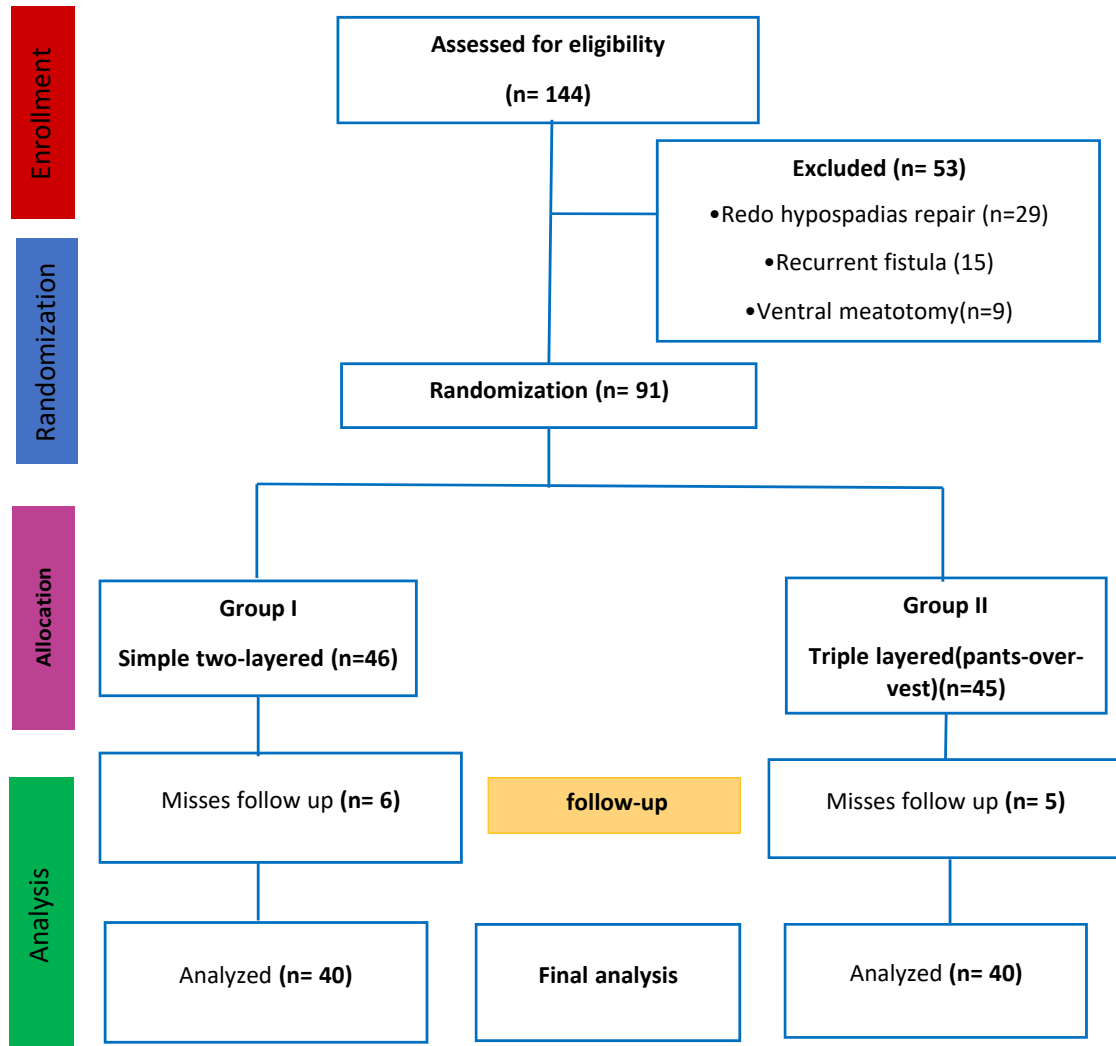 Enrollment
Assessed for eligibility
(n= 144)
Excluded (n= 53)
•Redo hypospadias repair (n=29)
•Recurrent fistula (15)
•Ventral meatotomy(n=9)
Randomization
Randomization (n= 91)
Allocation
Group I
Simple two-layered (n=46)
Group II
Triple layered(pants-over-
vest)(n=45)
Analysis
Misses follow up (n= 6)
follow-up
Misses follow up (n= 5)
Analyzed (n= 40)
Final analysis
Analyzed (n= 40)